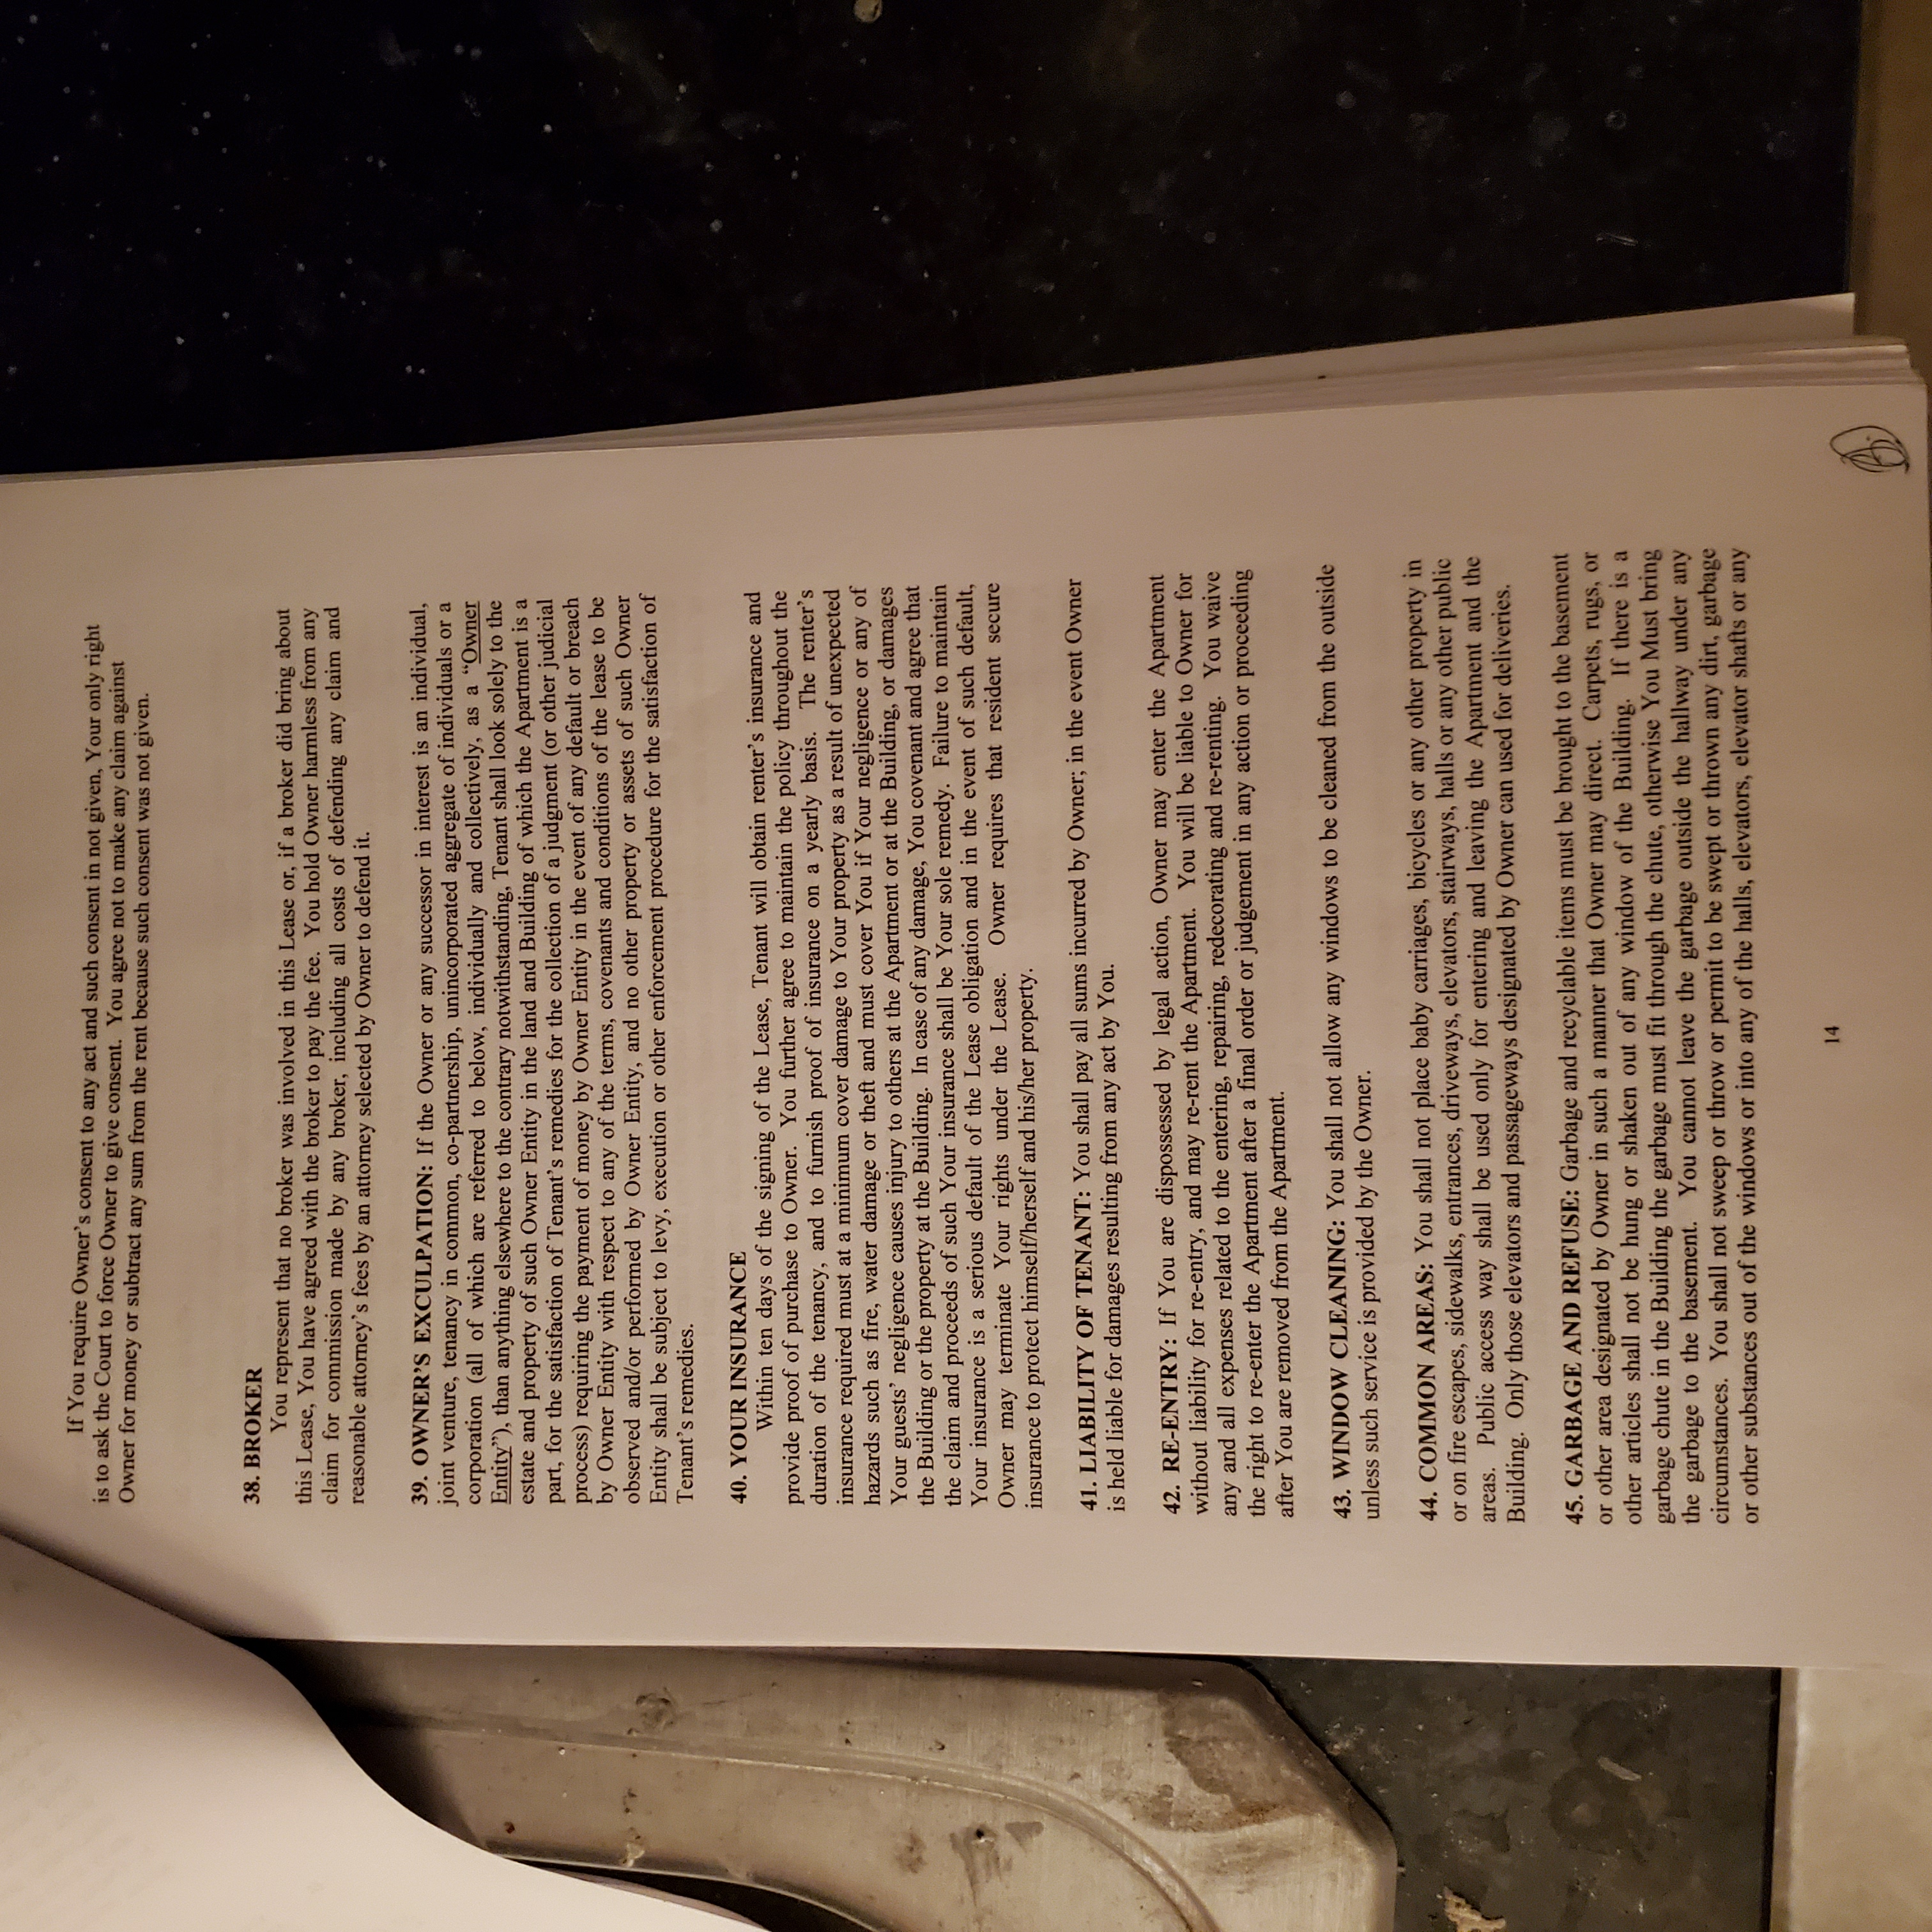 If You require Owner's consent to any act and such consent in not given, Your only right
is to ask the Court to force Owner to give consent. You agree not to make any claim against
Owner for money or subtract any sum from the rent because such consent was not given.
38. BROKER
You represent that no broker was involved in this Lease or, if a broker did bring about
this Lease, You have agreed with the broker to pay the fee. You hold Owner harmless from any
claim for commission made by any broker, including all costs of defending any claim and
reasonable attorney's fees by an attorney selected by Owner to defend it.
39. OWNER'S EXCULPATION: If the Owner or any successor in interest is an individual,
joint venture, tenancy in common, co-partnership, unincorporated aggregate of individuals or a
corporation (all of which are referred to below, individually and collectively, as a “Owner
Entity”), than anything elsewhere to the contrary notwithstanding, Tenant shall look solely to the
estate and property of such Owner Entity in the land and Building of which the Apartment is a
part, for the satisfaction of Tenant's remedies for the collection of a judgment (or other judicial
process) requiring the payment of money by Owner Entity in the event of any default or breach
by Owner Entity with respect to any of the terms, covenants and conditions of the lease to be
observed and/or performed by Owner Entity, and no other property or assets of such Owner
Entity shall be subject to levy, execution or other enforcement procedure for the satisfaction of
Tenant's remedies.
40. YOUR INSURANCE
Within ten days of the signing of the Lease, Tenant will obtain renter's insurance and
provide proof of purchase to Owner. You further agree to maintain the policy throughout the
duration of the tenancy, and to furnish proof of insurance on a yearly basis. The renter's
insurance required must at a minimum cover damage to Your property as a result of unexpected
hazards such as fire, water damage or theft and must cover You if Your negligence or any of
Your guests' negligence causes injury to others at the Apartment or at the Building, or damages
the Building or the property at the Building. In case of any damage, You covenant and agree that
the claim and proceeds of such Your insurance shall be Your sole remedy. Failure to maintain
Your insurance is a serious default of the Lease obligation and in the event of such default,
Owner may terminate Your rights under the Lease. Owner requires that resident secure
insurance to protect himself/herself and his/her property.
41. LIABILITY OF TENANT: You shall pay all sums incurred by Owner; in the event Owner
is held liable for damages resulting from any act by You.
42. RE-ENTRY: If You are dispossessed by legal action, Owner may enter the Apartment
without liability for re-entry, and may re-rent the Apartment. You will be liable to Owner for
any and all expenses related to the entering, repairing, redecorating and re-renting. You waive
the right to re-enter the Apartment after a final order or judgement in any action or proceeding
after You are removed from the Apartment.
43. WINDOW CLEANING: You shall not allow any windows to be cleaned from the outside
unless such service is provided by the Owner.
44. COMMON AREAS: You shall not place baby carriages, bicycles or any other property in
or on fire escapes, sidewalks, entrances, driveways, elevators, stairways, halls or any other public
areas. Public access way shall be used only for entering and leaving the Apartment and the
Building. Only those elevators and passageways designated by Owner can used for deliveries.
45. GARBAGE AND REFUSE: Garbage and recyclable items must be brought to the basement
or other area designated by Owner in such a manner that Owner may direct. Carpets, rugs, or
other articles shall not be hung or shaken out of any window of the Building. If there is a
garbage chute in the Building the garbage must fit through the chute, otherwise You Must bring
the garbage to the basement. You cannot leave the garbage outside the hallway under any
circumstances. You shall not sweep or throw or permit to be swept or thrown any dirt, garbage
or other substances out of the windows or into any of the halls, elevators, elevator shafts or any
14